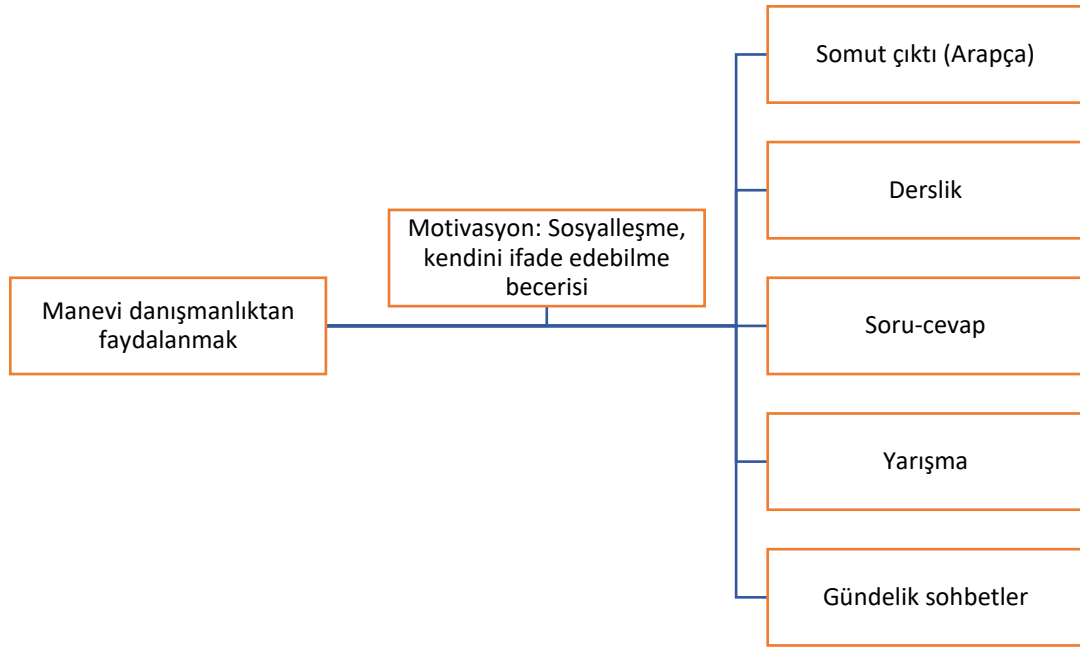 Manevi danışmanlıktan
faydalanmak
Motivasyon: Sosyalleşme,
kendini ifade edebilme
becerisi
Somut çıktı (Arapça)
Derslik
Soru-cevap
Yarışma
Gündelik sohbetler